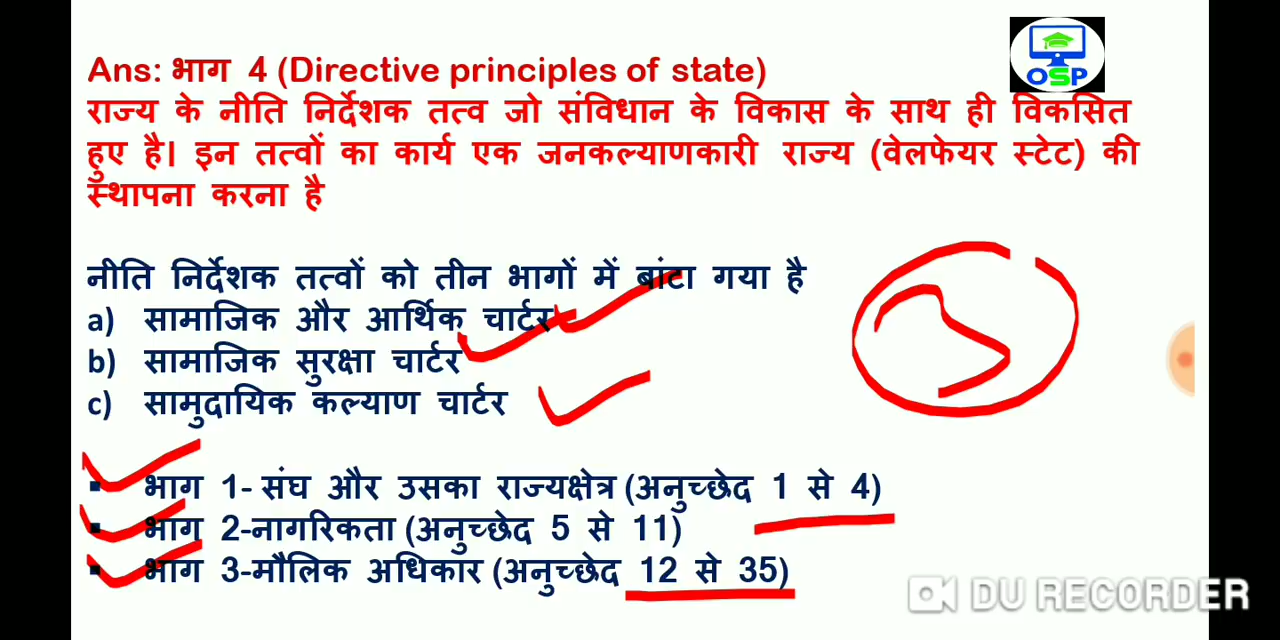 Ans: भाग 4 (Directive principles of state)
राज्य के नीति निर्देशक तत्व जो संविधान के विकास के साथ ही विकसित
हुए है। इन तत्वों का कार्य एक जनकल्याणकारी राज्य (वेलफेयर स्टेट) की
स्थापना करना है
OSP
नीति निर्देशक तत्वों को तीन भागों में बांटा गया है
a) सामाजिक और आर्थिक चार्टर
b) सामाजिक सुरक्षा चार्टर
c) सामुदायिक कल्याण चार्टर
3
▪ भाग 1- संघ और उसका राज्यक्षेत्र (अनुच्छेद 1 से 4)
▪ भाग 2-नागरिकता (अनुच्छेद 5 से 11)
▪ भाग 3-मौलिक अधिकार (अनुच्छेद 12 से 35)
DU RECORDER